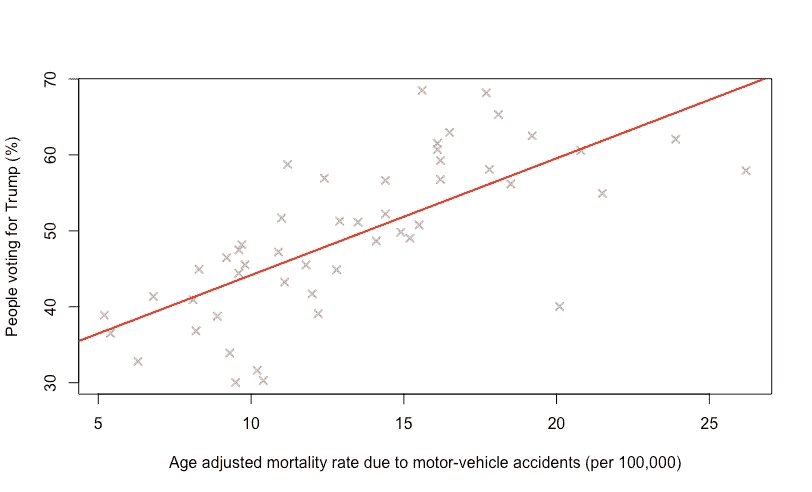 70
60
50
40
30
People voting for Trump (%)
5 10 15 20 25
Age adjusted mortality rate due to motor-vehicle accidents (per 100,000)